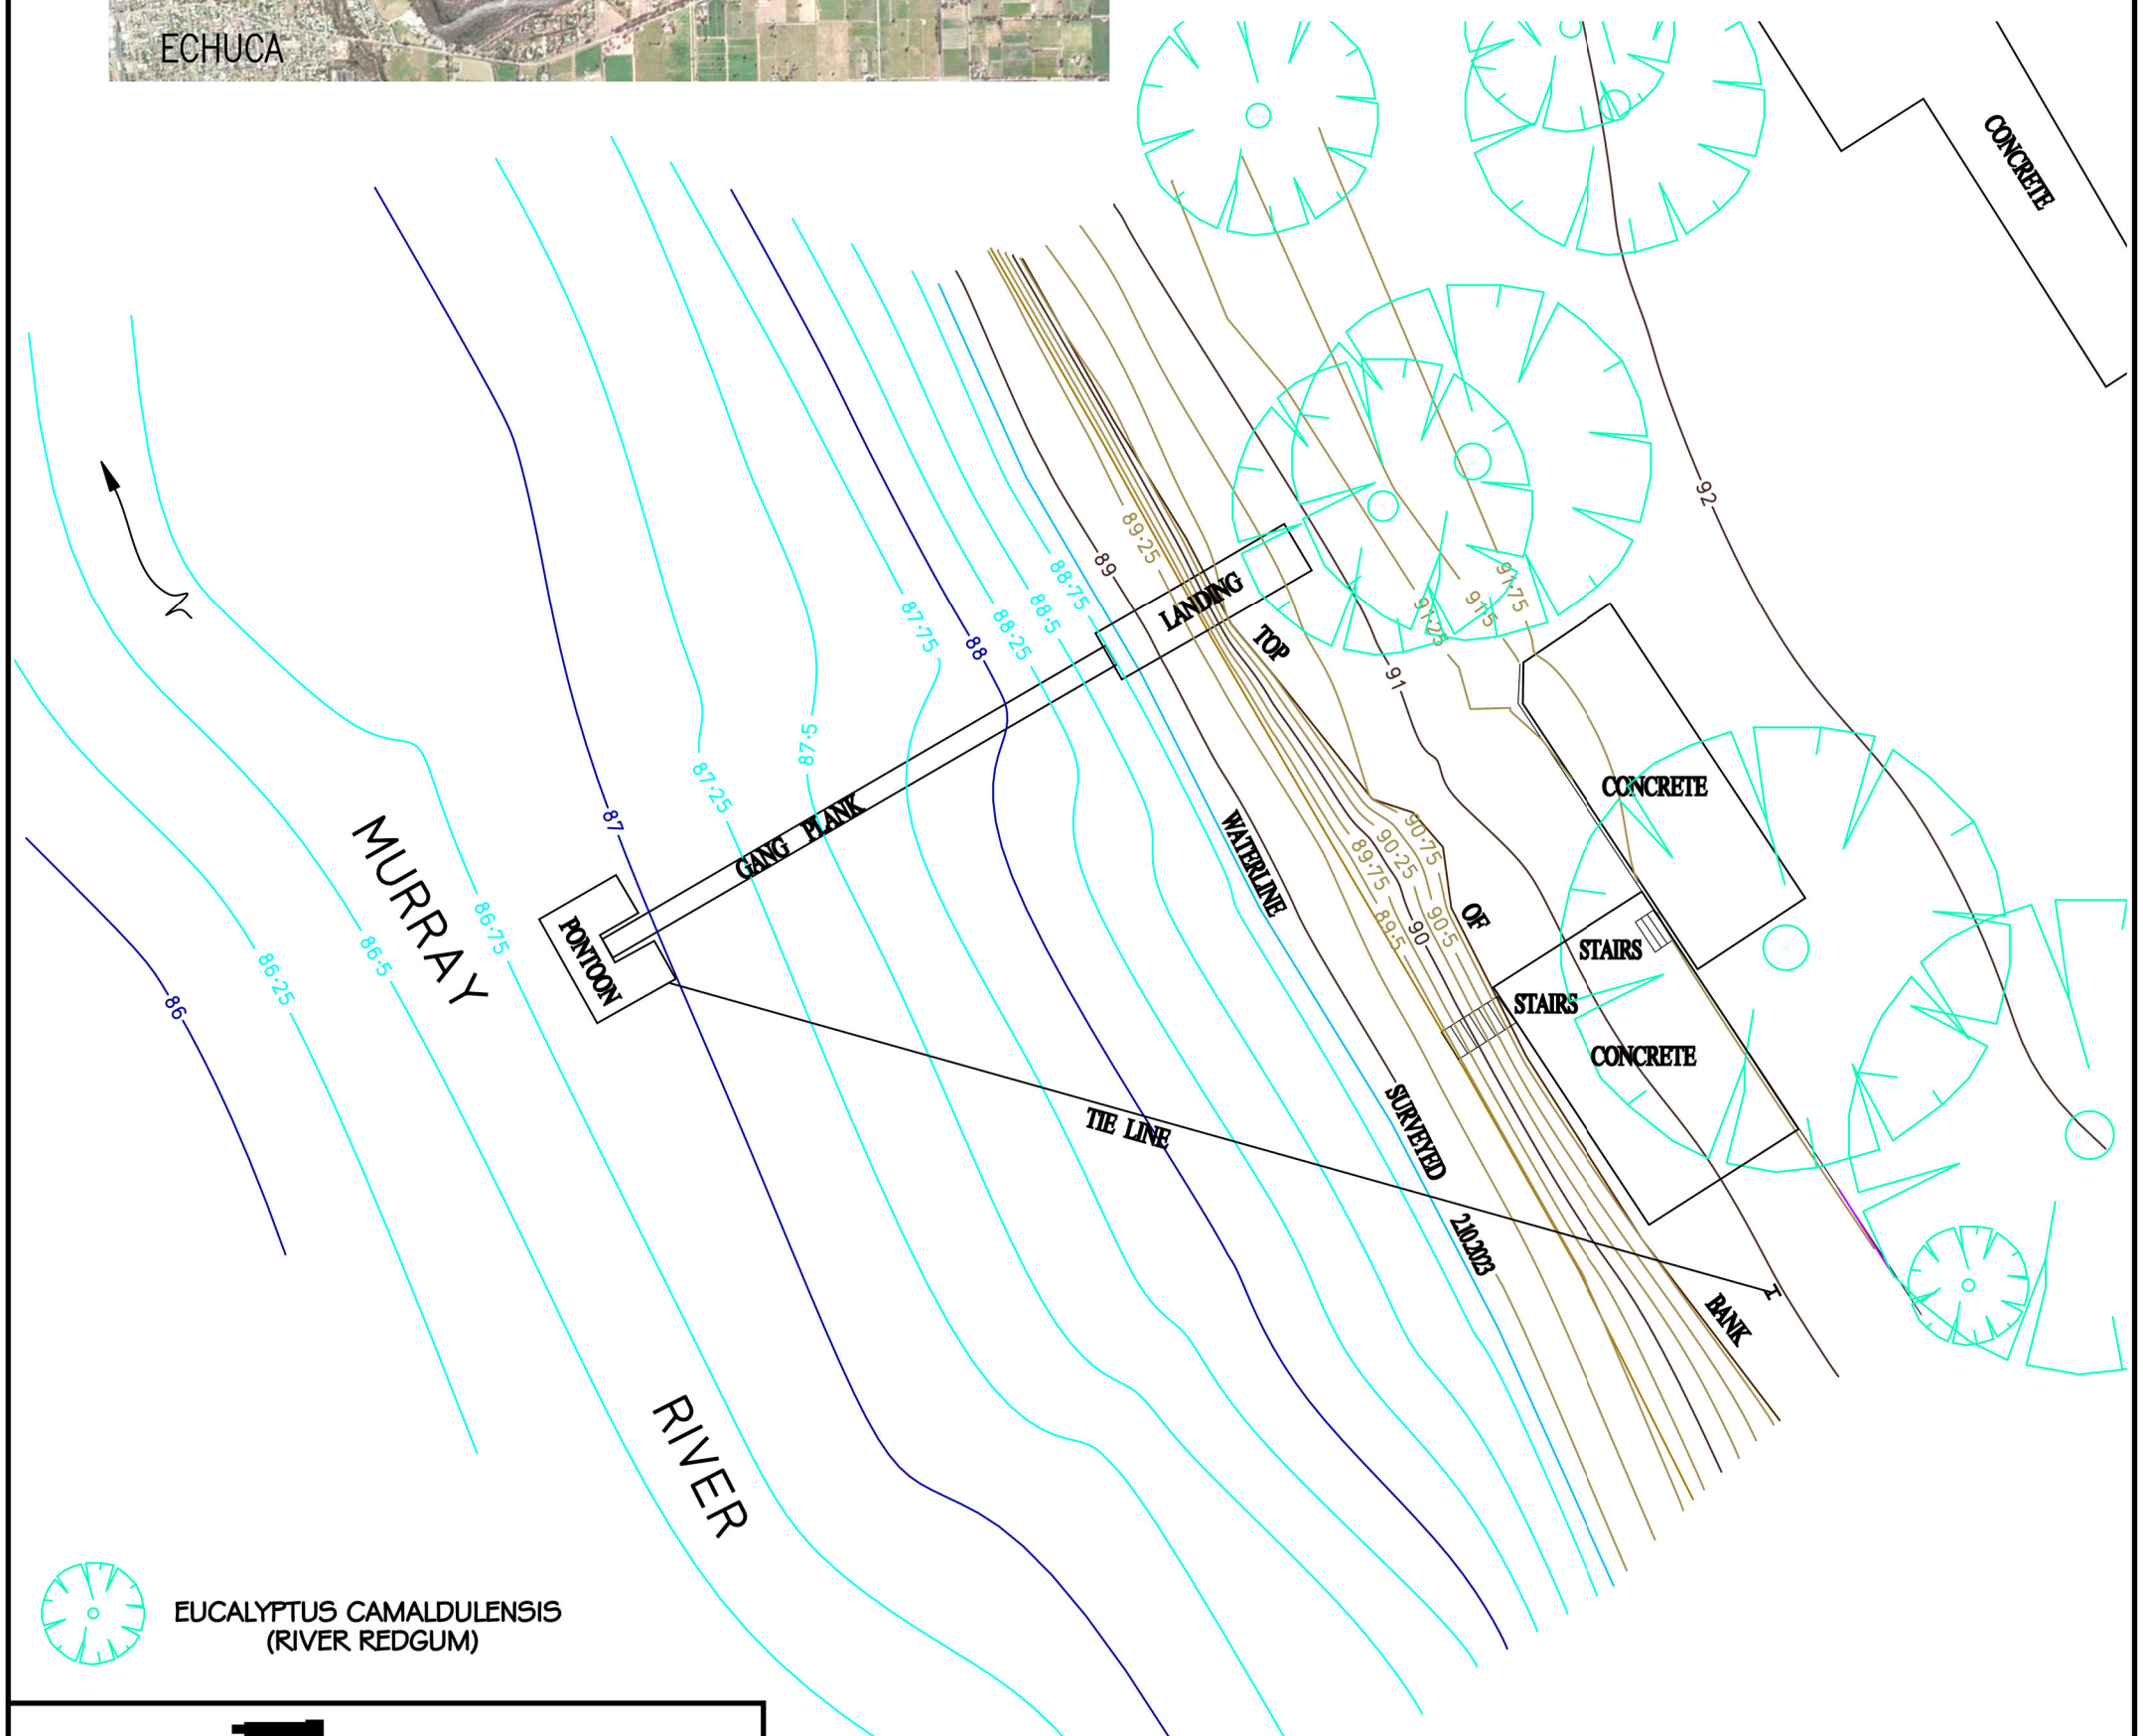 ECHUCA
CONCRETE
92
89·25
89
88·75
88·5
88·25
88
87·75
LANDING
TOP
91·75
91·5
91·25
91
87·5
87·25
87
GANG PLANK
PONTOON
MURRAY
86·75
86·5
86·25
86
WATERLINE
90·75
90·25
89·75
90·5
90
89·5
OF
CONCRETE
STAIRS
STAIRS
CONCRETE
TIE LINE
SURVEYED
2.10.2023
BANK
RIVER
EUCALYPTUS CAMALDULENSIS
(RIVER REDGUM)